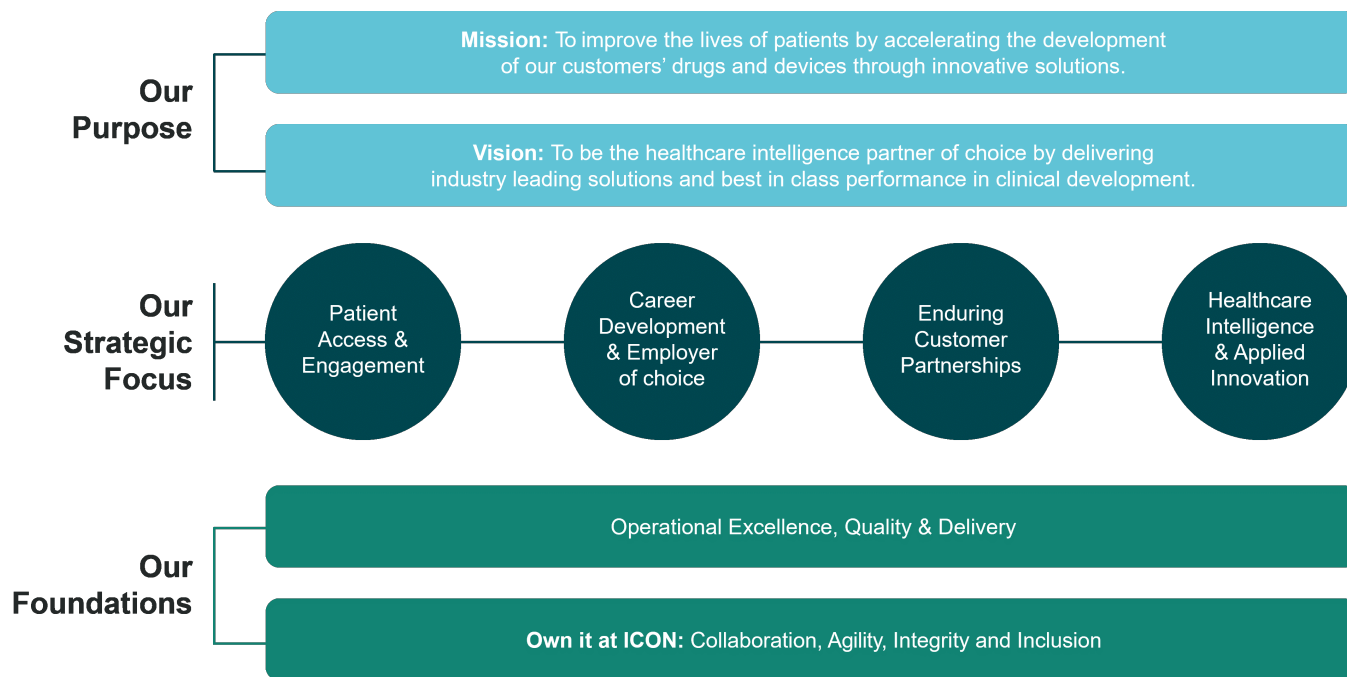 Our
Purpose
Mission: To improve the lives of patients by accelerating the development
of our customers’ drugs and devices through innovative solutions.
Vision: To be the healthcare intelligence partner of choice by delivering
industry leading solutions and best in class performance in clinical development.
Our
Strategic
Focus
Patient
Access &
Engagement
Career
Development
& Employer
of choice
Enduring
Customer
Partnerships
Healthcare
Intelligence
& Applied
Innovation
Our
Foundations
Operational Excellence, Quality & Delivery
Own it at ICON: Collaboration, Agility, Integrity and Inclusion